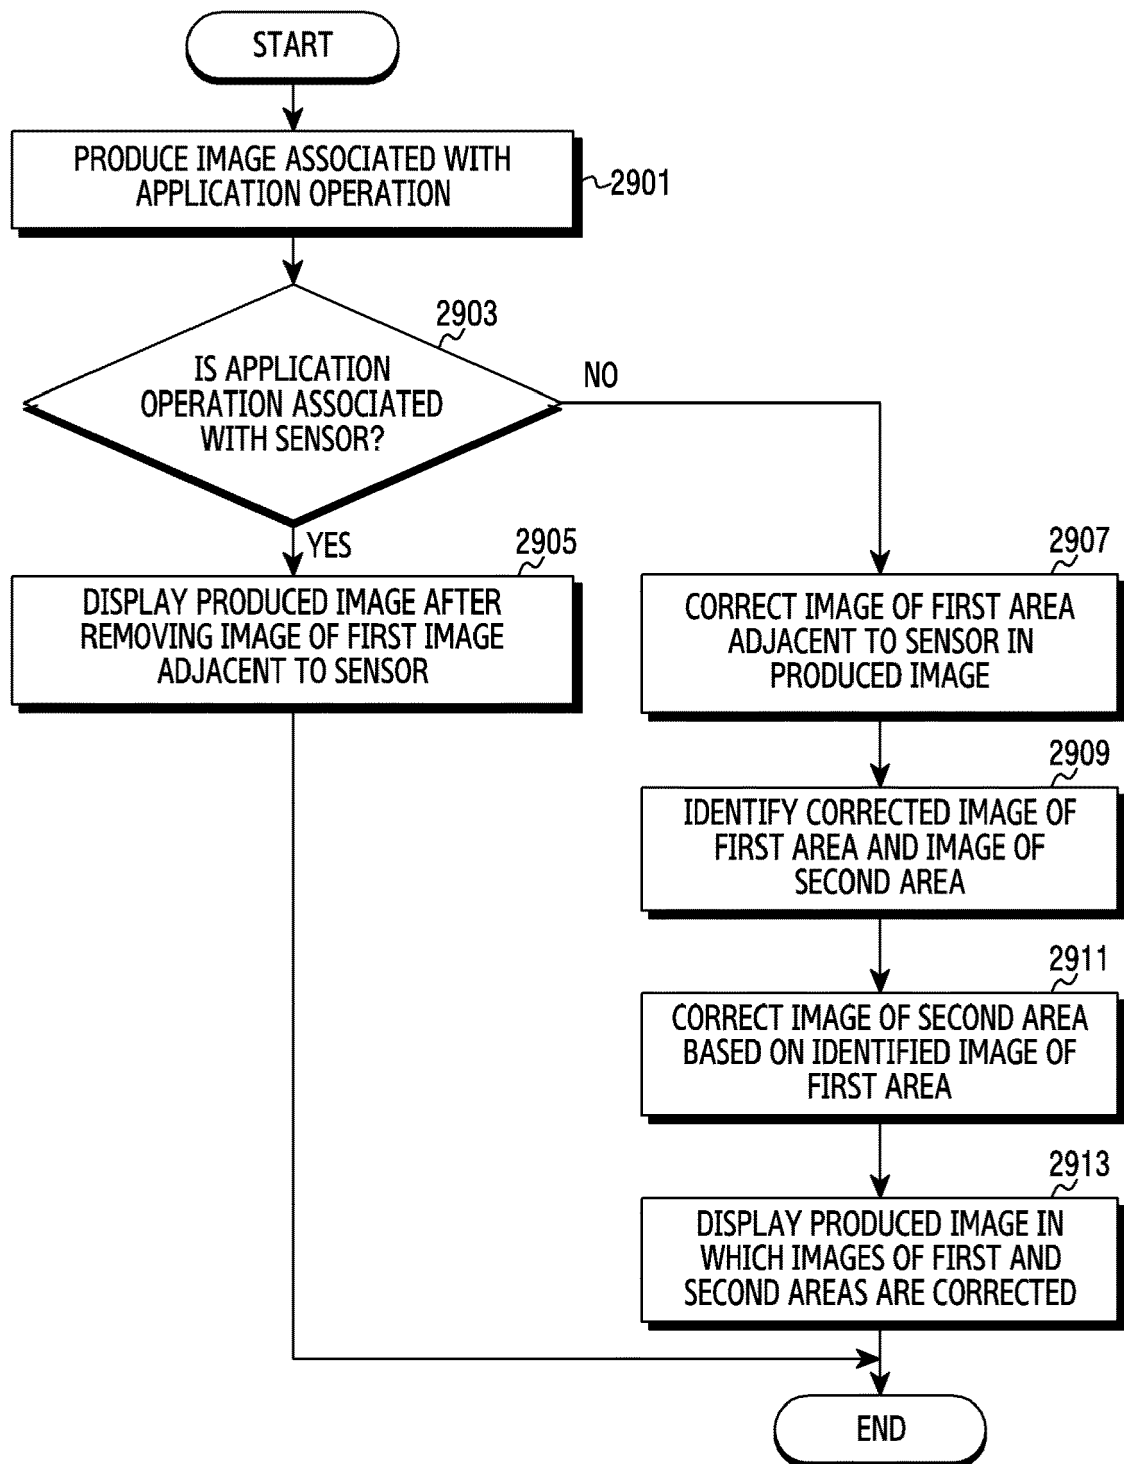 START
PRODUCE IMAGE ASSOCIATED WITH
APPLICATION OPERATION
2901
2903
IS APPLICATION
OPERATION ASSOCIATED
WITH SENSOR?
NO
YES
2905
DISPLAY PRODUCED IMAGE AFTER
REMOVING IMAGE OF FIRST IMAGE
ADJACENT TO SENSOR
2907
CORRECT IMAGE OF FIRST AREA
ADJACENT TO SENSOR IN
PRODUCED IMAGE
2909
IDENTIFY CORRECTED IMAGE OF
FIRST AREA AND IMAGE OF
SECOND AREA
2911
CORRECT IMAGE OF SECOND AREA
BASED ON IDENTIFIED IMAGE OF
FIRST AREA
2913
DISPLAY PRODUCED IMAGE IN
WHICH IMAGES OF FIRST AND
SECOND AREAS ARE CORRECTED
END